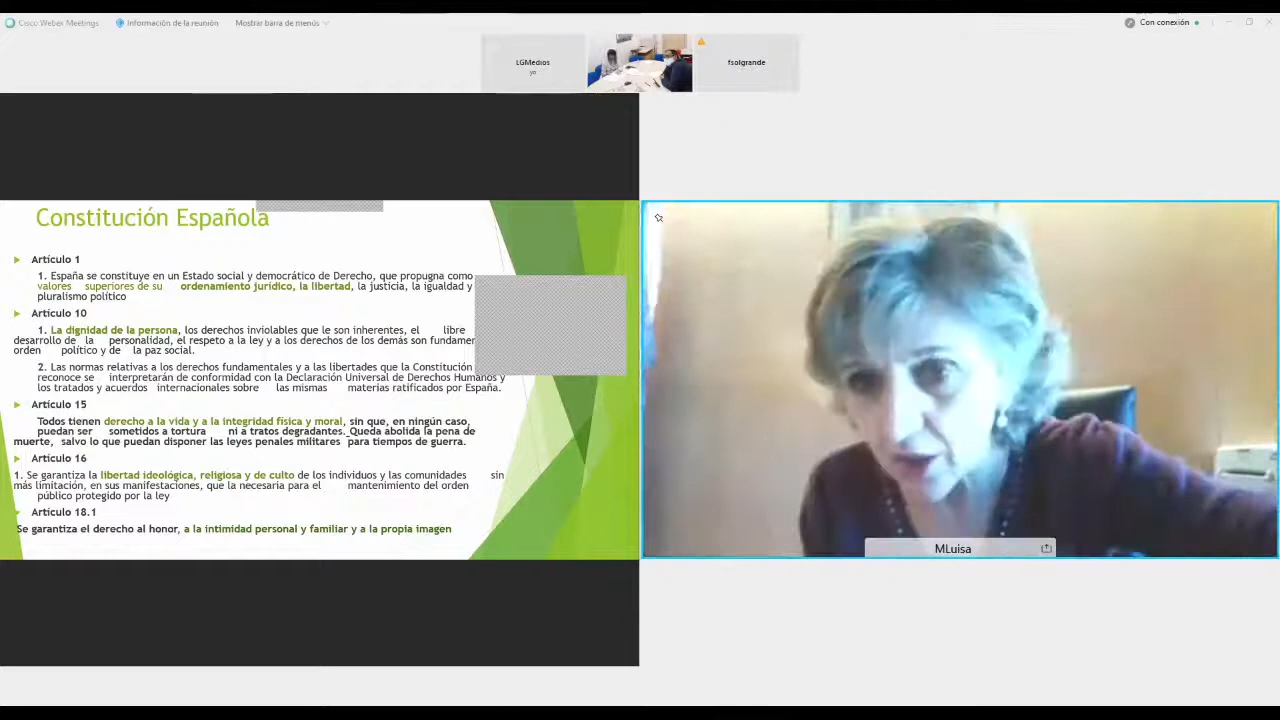 Cisco Webex Meetings
Información de la reunión
Mostrar barra de menús
Con conexión
LGMedios
yo
fsolgrande
Constitución Española
Artículo 1
1. España se constituye en un Estado social y democrático de Derecho, que propugna como
valores superiores de su ordenamiento jurídico, la libertad, la justicia, la igualdad y
pluralismo político
Artículo 10
1. La dignidad de la persona, los derechos inviolables que le son inherentes, el libre
desarrollo de la personalidad, el respeto a la ley y a los derechos de los demás son fundamen
orden político y de la paz social.
2. Las normas relativas a los derechos fundamentales y a las libertades que la Constitución
reconoce se interpretarán de conformidad con la Declaración Universal de Derechos Humanos y
los tratados y acuerdos internacionales sobre las mismas materias ratificados por España.
Artículo 15
Todos tienen derecho a la vida y a la integridad física y moral, sin que, en ningún caso,
puedan ser sometidos a tortura ni a tratos degradantes. Queda abolida la pena de
muerte, salvo lo que puedan disponer las leyes penales militares para tiempos de guerra.
Artículo 16
1. Se garantiza la libertad ideológica, religiosa y de culto de los individuos y las comunidades sin
más limitación, en sus manifestaciones, que la necesaria para el mantenimiento del orden
público protegido por la ley
Artículo 18.1
Se garantiza el derecho al honor, a la intimidad personal y familiar y a la propia imagen
MLuisa